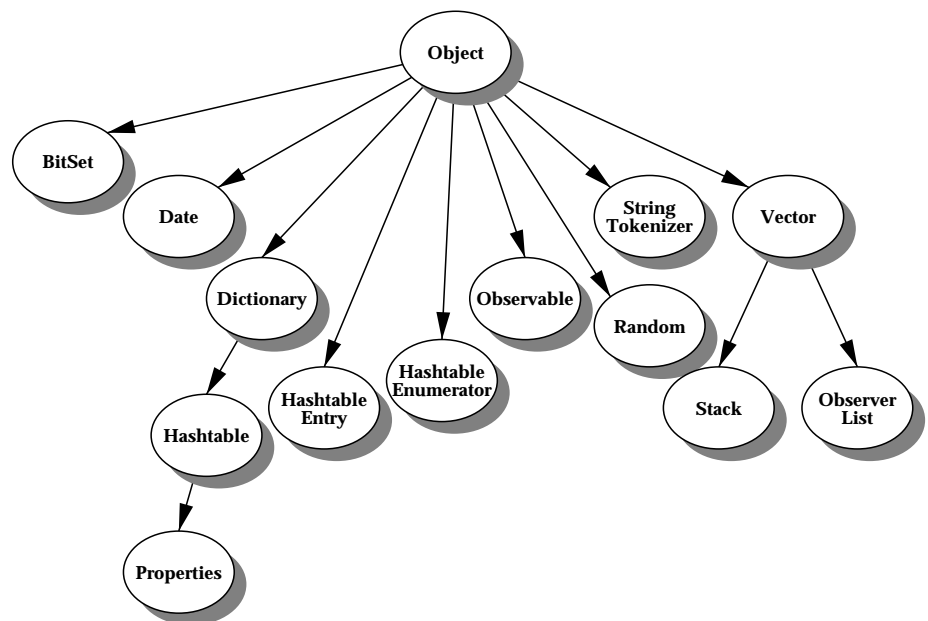 Object
BitSet
Date
String
Tokenizer
Vector
Dictionary
Observable
Random
Hashtable
Enumerator
Hashtable
Entry
Stack
Observer
List
Hashtable
Properties